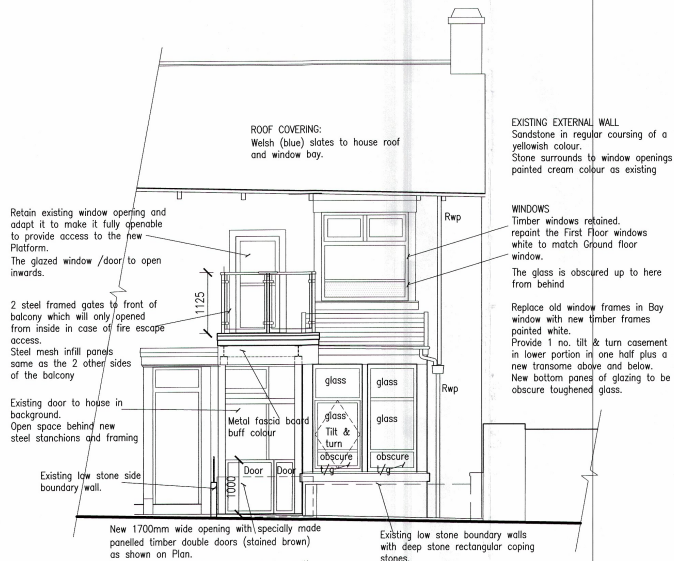 ROOF COVERING:
Welsh (blue) slates to house roof
and window bay.
EXISTING EXTERNAL WALL
Sandstone in regular coursing of a
yellowish colour.
Stone surrounds to window openings
painted cream colour as existing
WINDOWS
Timber windows retained.
repaint the First Floor windows
white to match Ground floor
window.
The glass is obscured up to here
from behind
Replace old window frames in Bay
window with new timber frames
painted white.
Provide 1 no. tilt & turn casement
in lower portion in one half plus a
new transome above and below.
New bottom panes of glazing to be
obscure toughened glass.
Retain existing window opening and
adapt it to make it fully openable
to provide access to the new
Platform.
The glazed window /door to open
inwards.
2 steel framed gates to front of
balcony which will only opened
from inside in case of fire escape
access.
Steel mesh infill panels
same as the 2 other sides
of the balcony
Existing door to house in
background.
Open space behind new
steel stanchions and framing
Existing low stone side
boundary wall.
Rwp
1125
Metal fascia board
buff colour
glass
glass
glass
Tilt &
turn
glass
obscure
t/g
obscure
t/g
Rwp
Door
Door
1000
New 1700mm wide opening with specially made
panelled timber double doors (stained brown)
as shown on Plan.
Existing low stone boundary walls
with deep stone rectangular coping
stones.